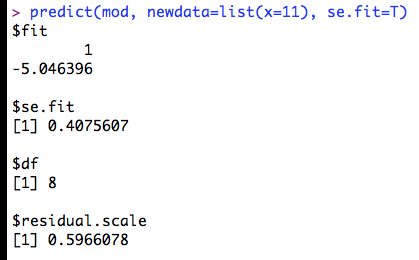 > predict(mod, newdata=list(x=11), se.fit=T)
$fit
1
-5.046396
$se.fit
[1] 0.4075607
$df
[1] 8
$residual.scale
[1] 0.5966078